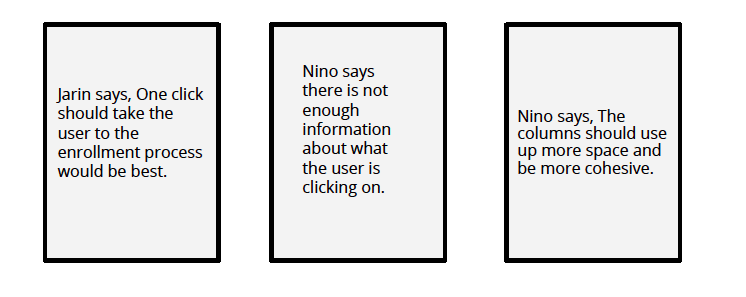 Jarin says, One click
should take the
user to the
enrollment process
would be best.
Nino says
there is not
enough
information
about what
the user is
clicking on.
Nino says, The
columns should use
up more space and
be more cohesive.